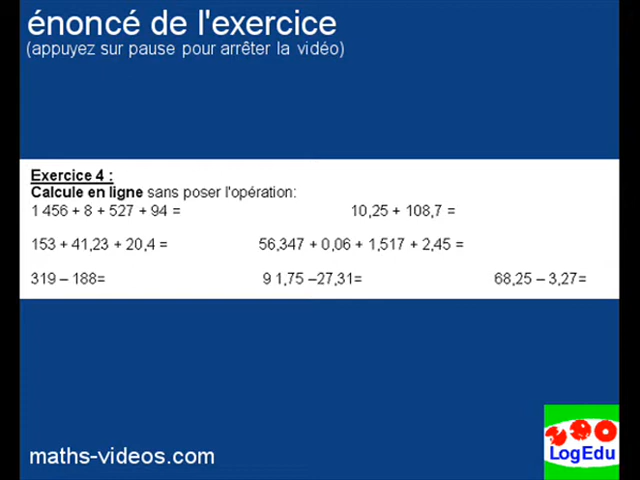 énoncé de l'exercice
(appuyez sur pause pour arrêter la vidéo)
Exercice 4 :
Calcule en ligne sans poser l'opération:
1 456 + 8 + 527 + 94 = 10,25 + 108,7 =
153 + 41,23 + 20,4 = 56,347 + 0,06 + 1,517 + 2,45 =
319 – 188= 9 1,75 –27,31= 68,25 – 3,27=
maths-videos.com
LogEdu